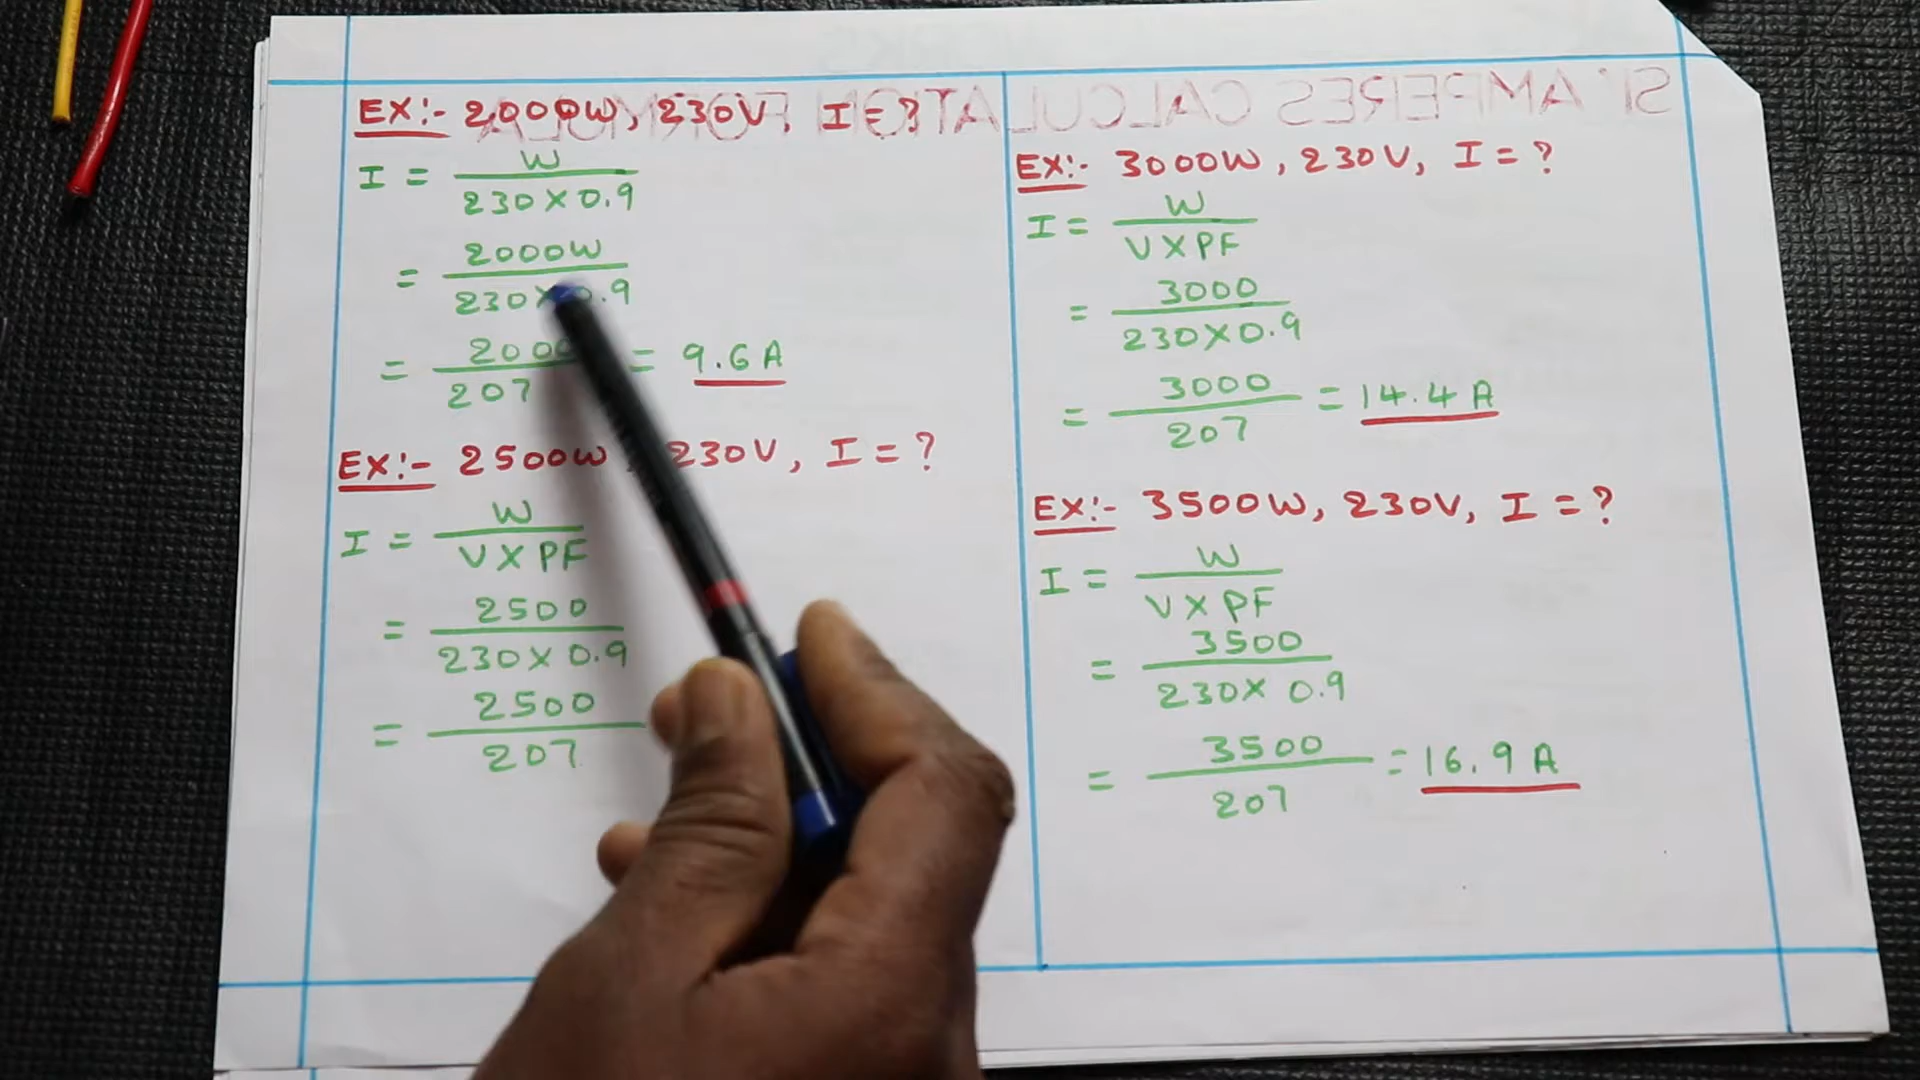 EX:- 2000W, 230V, I = ?
I = W / 230 X 0.9
= 2000W / 230 X 0.9
= 2000 / 207 = 9.6 A
EX:- 2500W, 230V, I = ?
I = W / V X PF
= 2500 / 230 X 0.9
= 2500 / 207
EX:- 3000W, 230V, I = ?
I = W / V X PF
= 3000 / 230 X 0.9
= 3000 / 207 = 14.4 A
EX:- 3500W, 230V, I = ?
I = W / V X PF
= 3500 / 230 X 0.9
= 3500 / 207 = 16.9 A